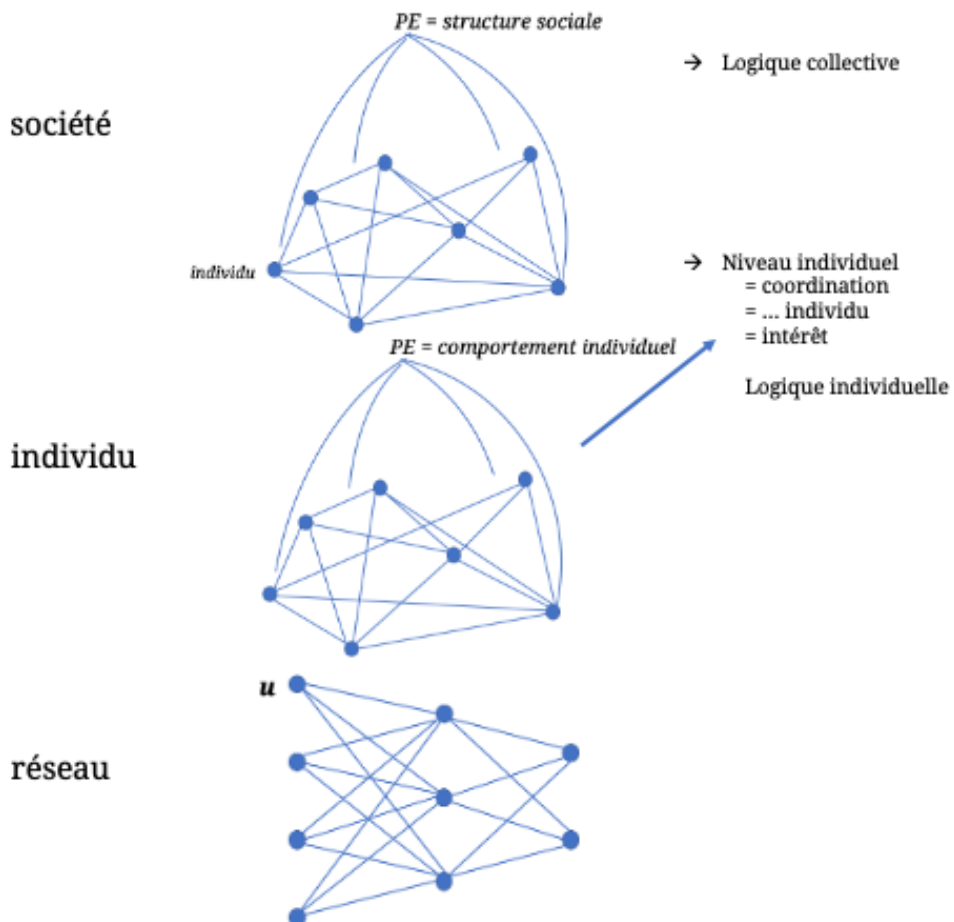 PE = structure sociale
→ Logique collective
société
→ Niveau individuel
individu
= coordination
= ... individu
= intérêt
PE = comportement individuel
Logique individuelle
individu
u
réseau